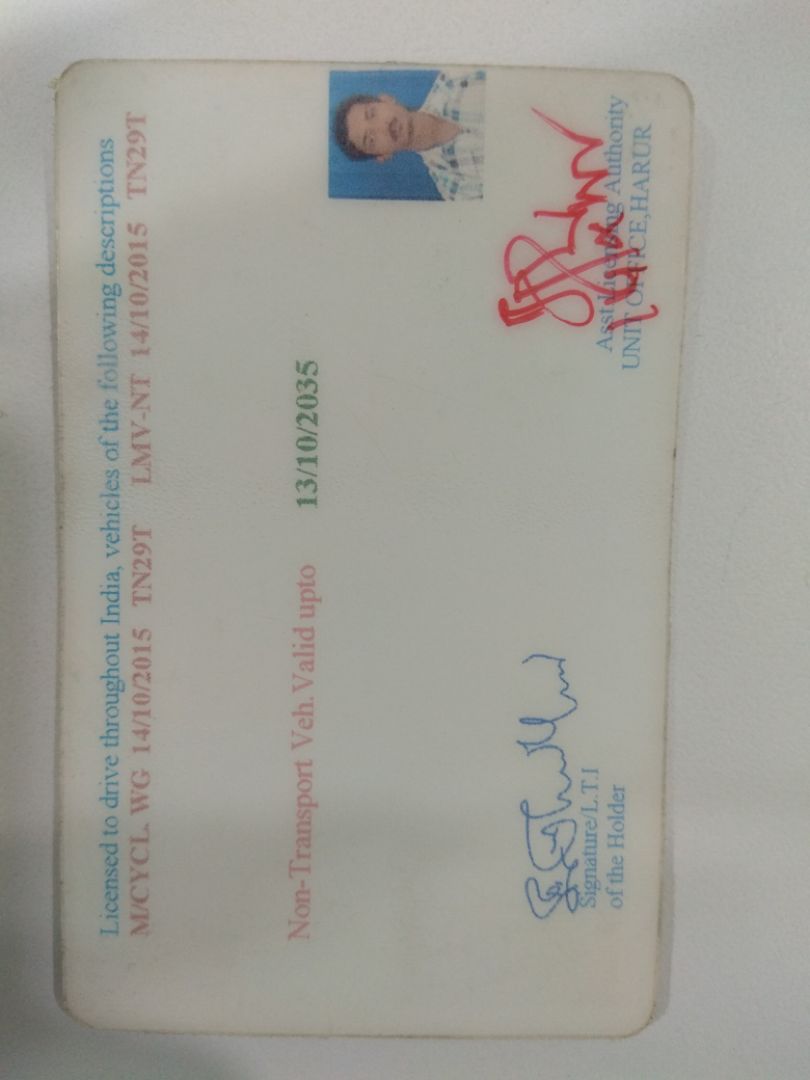 Licensed to drive throughout India, vehicles of the following descriptions
M/CYCL. WG 14/10/2015 TN29T LMV-NT 14/10/2015 TN29T
Non-Transport Veh.Valid upto 13/10/2035
Signature/L.T.I
of the Holder
Asst.Licensing Authority
UNIT OFFICE,HARUR